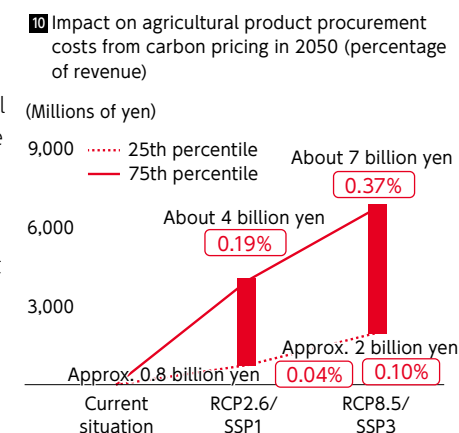 10 Impact on agricultural product procurement
costs from carbon pricing in 2050 (percentage
of revenue)
(Millions of yen)
9,000
25th percentile
75th percentile
About 7 billion yen
0.37%
About 4 billion yen
6,000
0.19%
3,000
Approx. 2 billion yen
Approx. 0.8 billion yen
0.04%
0.10%
Current
situation
RCP2.6/
SSP1
RCP8.5/
SSP3